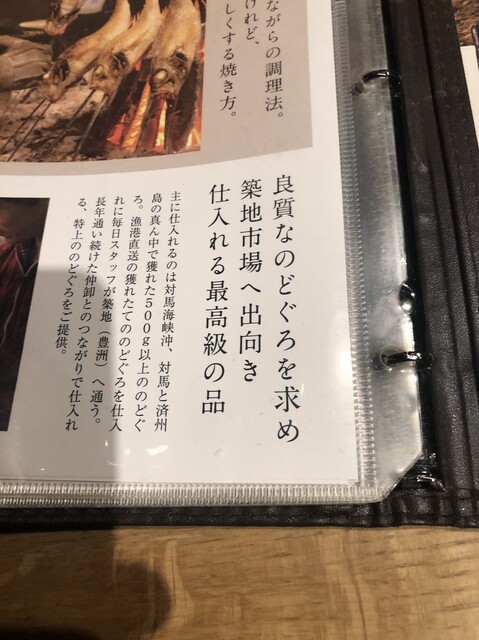 ながらの調理法。
けれど、
しくする焼き方。
良質なのどぐろを求め
築地市場へ出向き
仕入れる最高級の品
主に仕入れるのは対馬海峡沖、対馬と済州
島の真ん中で獲れた500g以上ののどぐ
ろ。漁港直送の獲れたてののどぐろを仕入
れに毎日スタッフが築地（豊洲）へ通う。
長年通い続けた仲卸とのつながりで仕入れ
る、特上ののどぐろをご提供。